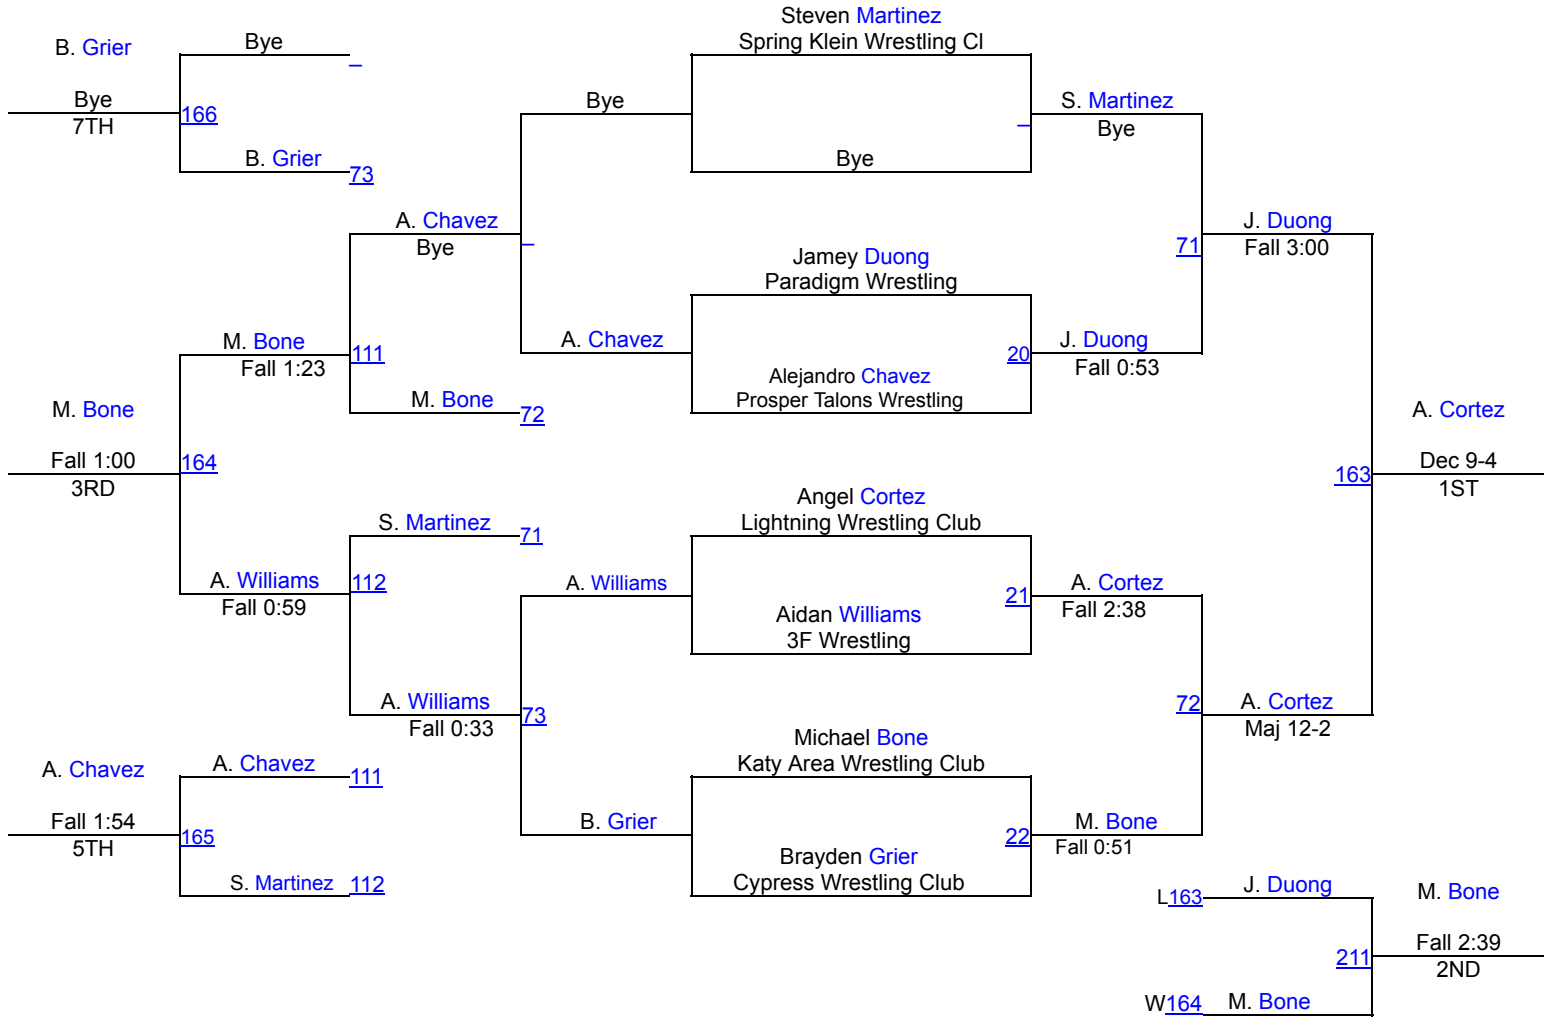 Steven Martinez
Spring Klein Wrestling Cl
B. Grier
Bye
–
Bye
7TH
166
B. Grier
73
Bye
Bye
–
S. Martinez
Bye
A. Chavez
Bye
–
Jamey Duong
Paradigm Wrestling
71
J. Duong
Fall 3:00
M. Bone
Fall 1:23
111
A. Chavez
Alejandro Chavez
Prosper Talons Wrestling
20
J. Duong
Fall 0:53
M. Bone
72
M. Bone
Fall 1:00
3RD
164
A. Cortez
Dec 9-4
1ST
163
S. Martinez
71
Angel Cortez
Lightning Wrestling Club
A. Williams
Fall 0:59
112
A. Williams
Aidan Williams
3F Wrestling
21
A. Cortez
Fall 2:38
A. Williams
Fall 0:33
73
72
A. Cortez
Maj 12-2
Michael Bone
Katy Area Wrestling Club
A. Chavez
A. Chavez
111
Fall 1:54
5TH
165
B. Grier
22
M. Bone
Fall 0:51
Brayden Grier
Cypress Wrestling Club
S. Martinez
112
L163
J. Duong
M. Bone
Fall 2:39
2ND
211
W164
M. Bone